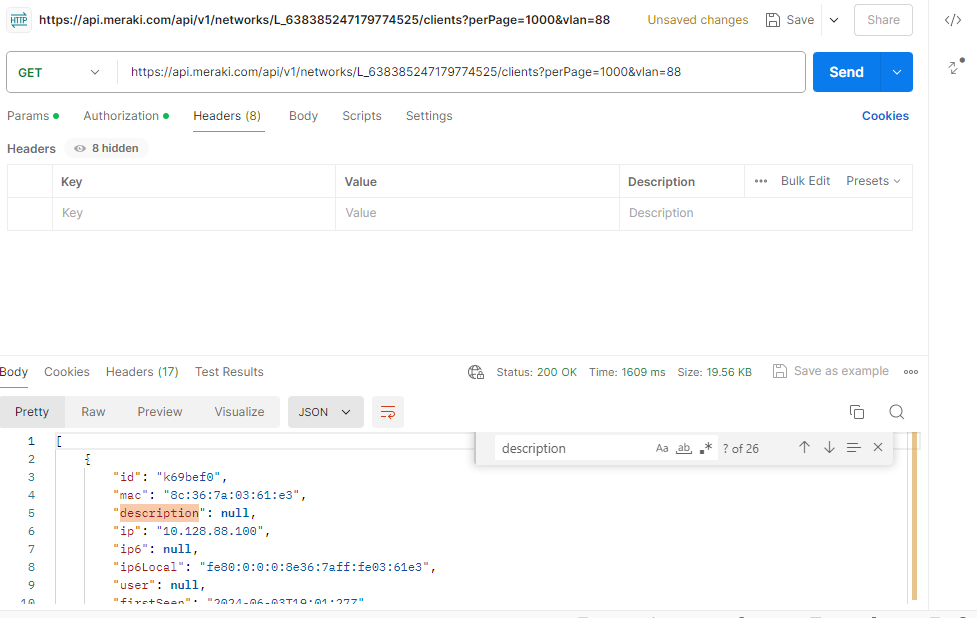 HTTP https://api.meraki.com/api/v1/networks/L_638385247179774525/clients?perPage=1000&vlan=88 Unsaved changes Save Share
GET https://api.meraki.com/api/v1/networks/L_638385247179774525/clients?perPage=1000&vlan=88 Send
Params Authorization Headers (8) Body Scripts Settings Cookies
Headers 8 hidden
Key Value Description Bulk Edit Presets
Key Value Description
Body Cookies Headers (17) Test Results Status: 200 OK Time: 1609 ms Size: 19.56 KB Save as example
Pretty Raw Preview Visualize JSON
description Aa ab .* ? of 26
1 [
2 {
3 "id": "k69bef0",
4 "mac": "8c:36:7a:03:61:e3",
5 "description": null,
6 "ip": "10.128.88.100",
7 "ip6": null,
8 "ip6Local": "fe80:0:0:0:8e36:7aff:fe03:61e3",
9 "user": null,
10 "firstSeen": "2024-06-03T19:01:27Z"